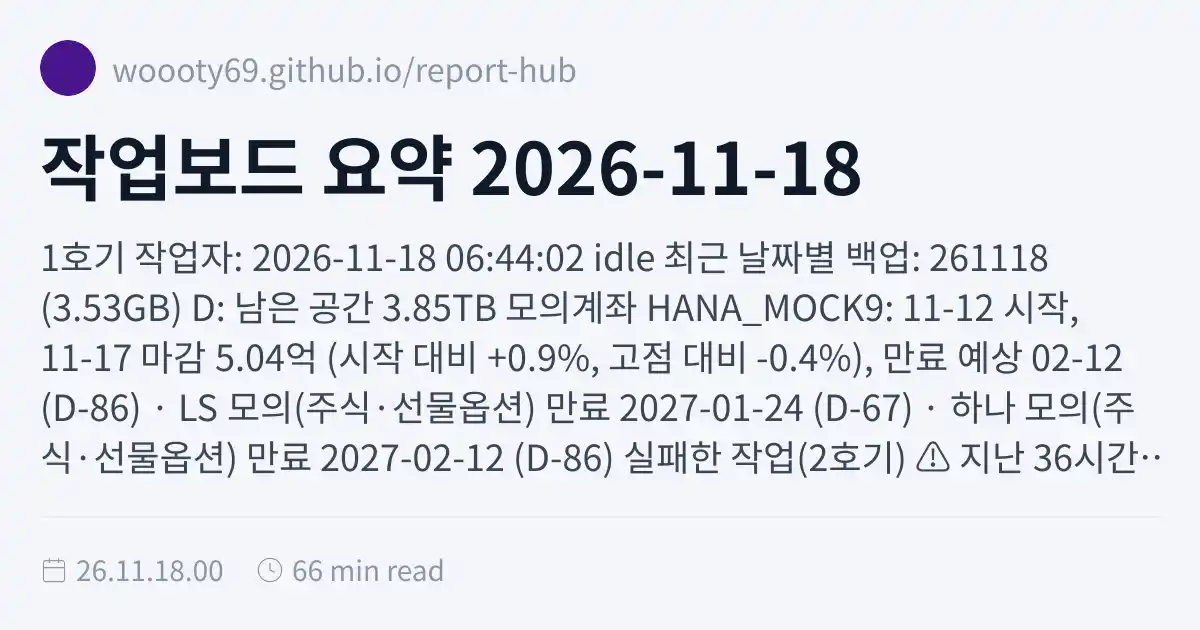 woooty69.github.io/report-hub
작업보드 요약 2026-11-18
1호기 작업자: 2026-11-18 06:44:02 idle 최근 날짜별 백업: 261118
(3.53GB) D: 남은 공간 3.85TB 모의계좌 HANA_MOCK9: 11-12 시작,
11-17 마감 5.04억 (시작 대비 +0.9%, 고점 대비 -0.4%), 만료 예상 02-12
(D-86) · LS 모의(주식·선물옵션) 만료 2027-01-24 (D-67) · 하나 모의(주
식·선물옵션) 만료 2027-02-12 (D-86) 실패한 작업(2호기) ⚠ 지난 36시간··
26.11.18.00 66 min read